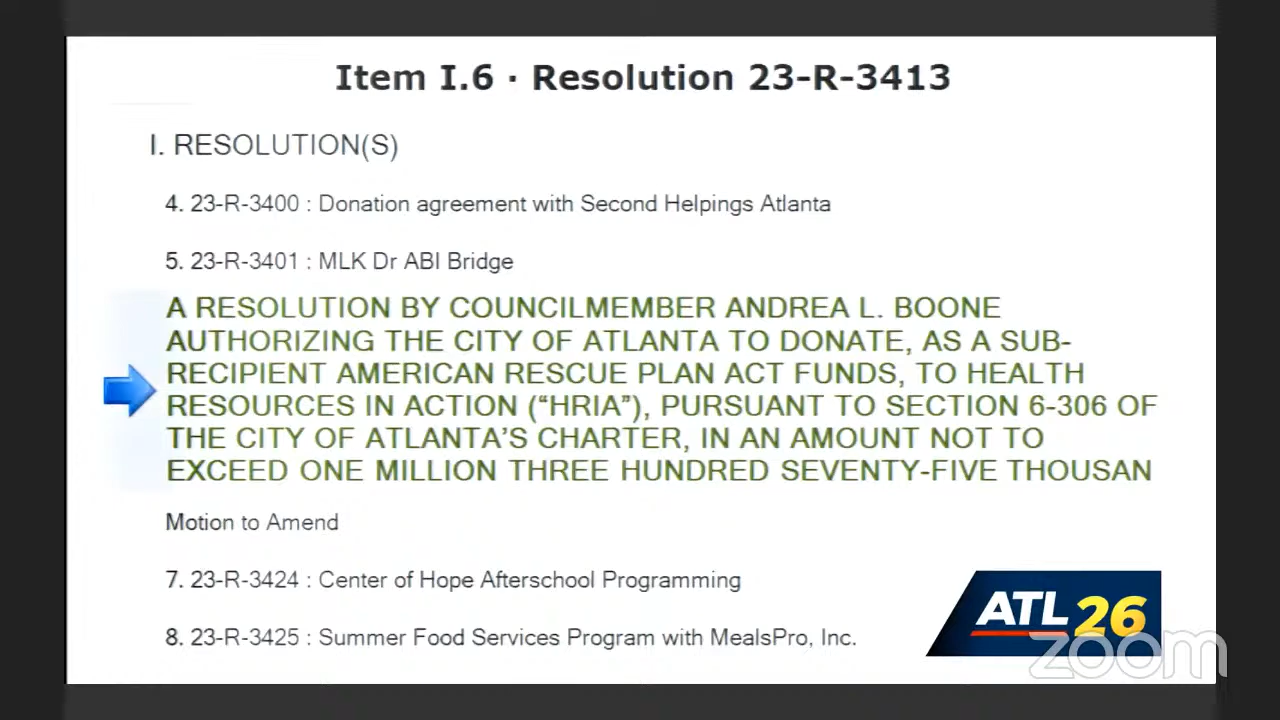 Item I.6 · Resolution 23-R-3413
I. RESOLUTION(S)
4. 23-R-3400 : Donation agreement with Second Helpings Atlanta
5. 23-R-3401 : MLK Dr ABI Bridge
A RESOLUTION BY COUNCILMEMBER ANDREA L. BOONE
AUTHORIZING THE CITY OF ATLANTA TO DONATE, AS A SUB-
RECIPIENT AMERICAN RESCUE PLAN ACT FUNDS, TO HEALTH
RESOURCES IN ACTION (“HRIA”), PURSUANT TO SECTION 6-306 OF
THE CITY OF ATLANTA’S CHARTER, IN AN AMOUNT NOT TO
EXCEED ONE MILLION THREE HUNDRED SEVENTY-FIVE THOUSAN
Motion to Amend
7. 23-R-3424 : Center of Hope Afterschool Programming
8. 23-R-3425 : Summer Food Services Program with MealsPro, Inc.
ATL 26
zoom